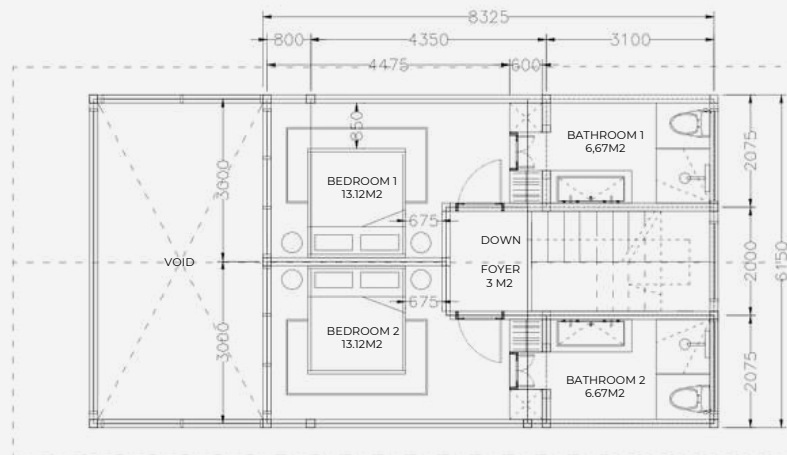 8325
800
4350
3100
4475
600
850
BATHROOM 1
6,67M2
2075
BEDROOM 1
13.12M2
3000
675
DOWN
VOID
FOYER
3 M2
2000
6150
675
3000
BEDROOM 2
13.12M2
BATHROOM 2
6.67M2
2075